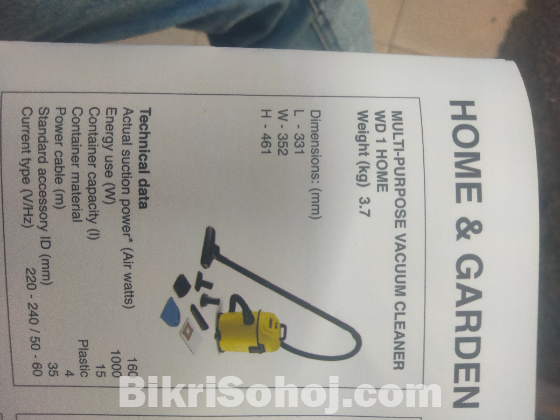 HOME & GARDEN
MULTI-PURPOSE VACUUM CLEANER
WD 1 HOME
Weight (kg) 3.7
Dimensions: (mm)
L - 331
W - 352
H - 461
Technical data
Actual suction power* (Air watts) 160
Energy use (W) 1000
Container capacity (l) 15
Container material Plastic
Power cable (m) 4
Standard accessory ID (mm) 35
Current type (V/Hz) 220 - 240 / 50 - 60
BikriSohoj.com